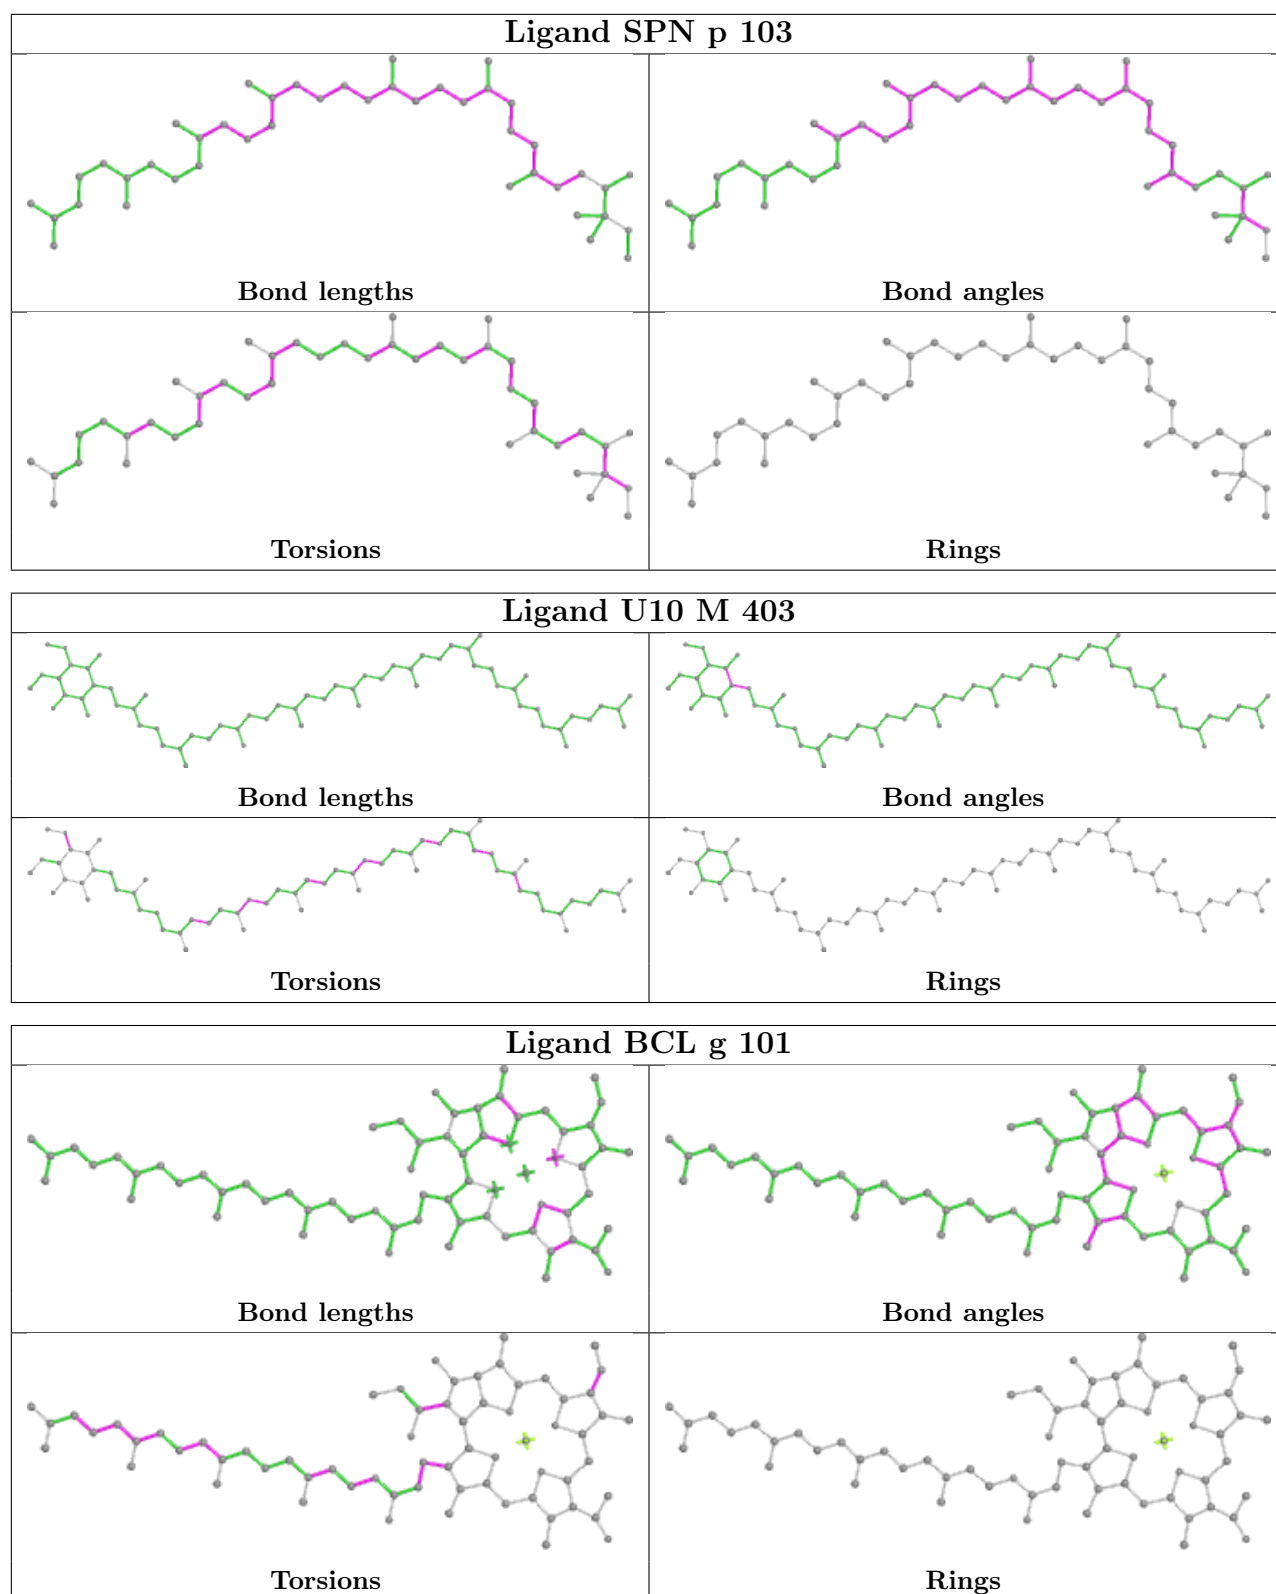 Ligand SPN p 103
Bond lengths
Bond angles
Torsions
Rings
Ligand U10 M 403
Bond lengths
Bond angles
Torsions
Rings
Ligand BCL g 101
Bond lengths
Bond angles
Torsions
Rings